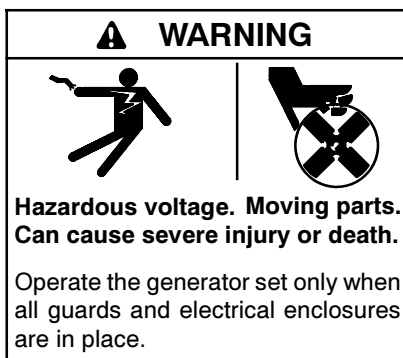 WARNING
Hazardous voltage. Moving parts.
Can cause severe injury or death.
Operate the generator set only when
all guards and electrical enclosures
are in place.